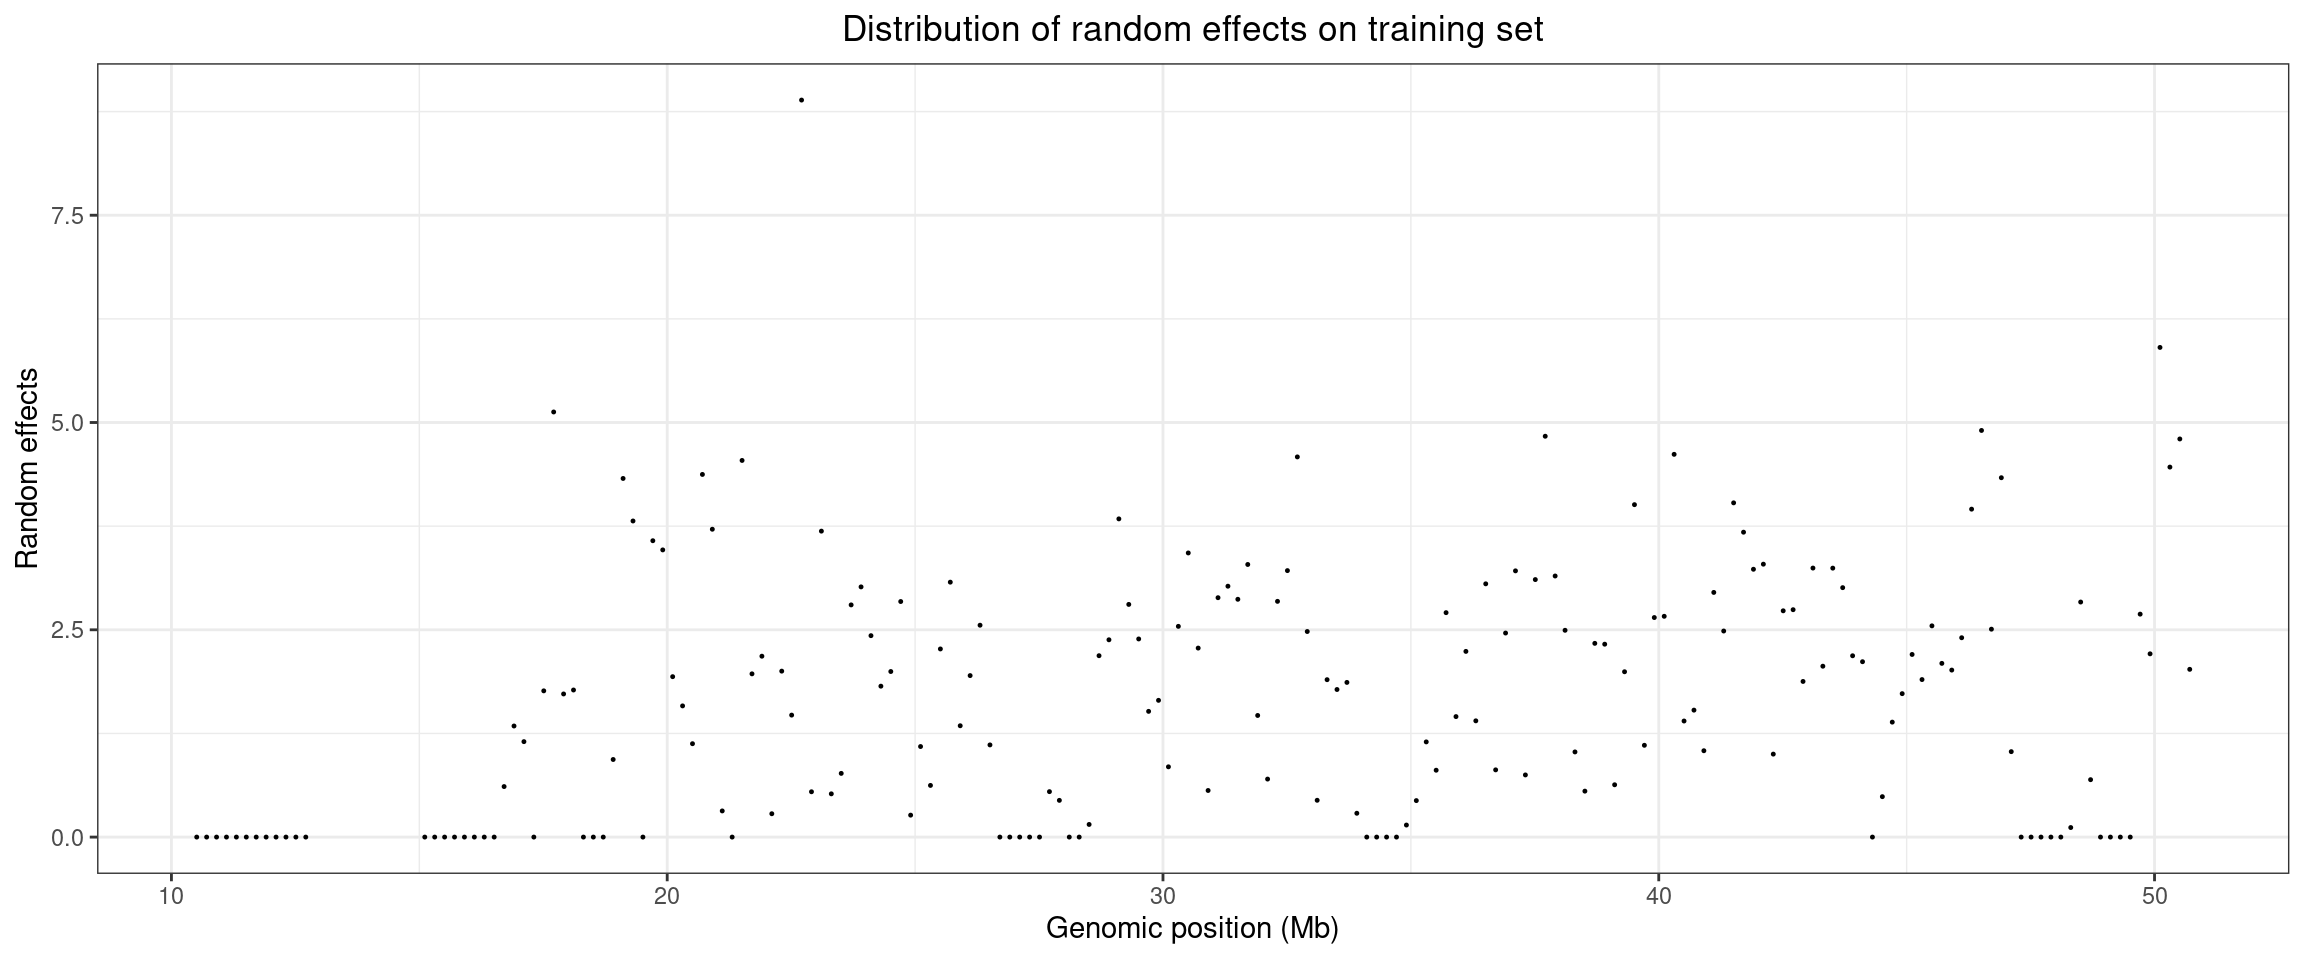 Distribution of random effects on training set
Random effects
7.5
5.0
2.5
0.0
10 20 30 40 50
Genomic position (Mb)